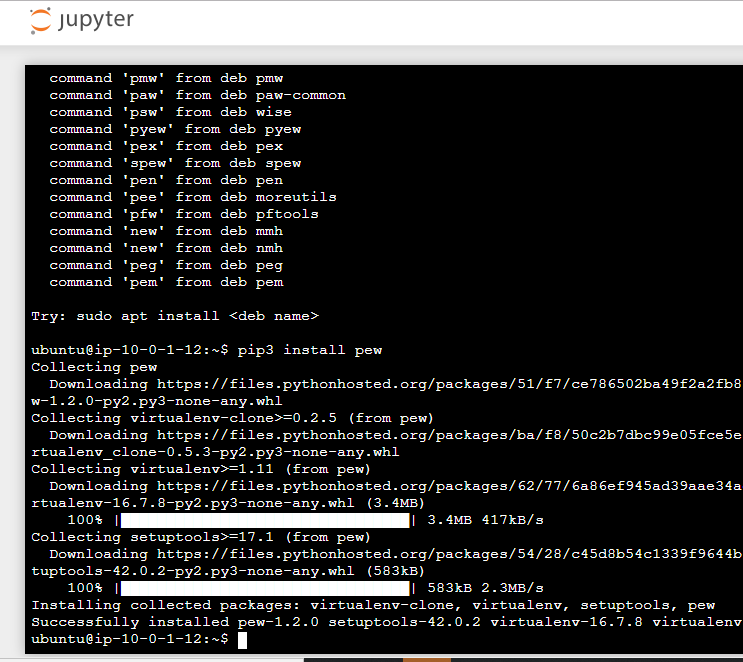 jupyter
command 'pmw' from deb pmw
command 'paw' from deb paw-common
command 'psw' from deb wise
command 'pyew' from deb pyew
command 'pex' from deb pex
command 'spew' from deb spew
command 'pen' from deb pen
command 'pee' from deb moreutils
command 'pfw' from deb pftools
command 'new' from deb mmh
command 'new' from deb nmh
command 'peg' from deb peg
command 'pem' from deb pem
Try: sudo apt install <deb name>
ubuntu@ip-10-0-1-12:~$ pip3 install pew
Collecting pew
Downloading https://files.pythonhosted.org/packages/51/f7/ce786502ba49f2a2fb8
w-1.2.0-py2.py3-none-any.whl
Collecting virtualenv-clone>=0.2.5 (from pew)
Downloading https://files.pythonhosted.org/packages/ba/f8/50c2b7dbc99e05fce5e
rtualenv_clone-0.5.3-py2.py3-none-any.whl
Collecting virtualenv>=1.11 (from pew)
Downloading https://files.pythonhosted.org/packages/62/77/6a86ef945ad39aae34a
rtualenv-16.7.8-py2.py3-none-any.whl (3.4MB)
100% || 3.4MB 417kB/s
Collecting setuptools>=17.1 (from pew)
Downloading https://files.pythonhosted.org/packages/54/28/c45d8b54c1339f9644b
tuptools-42.0.2-py2.py3-none-any.whl (583kB)
100% || 583kB 2.3MB/s
Installing collected packages: virtualenv-clone, virtualenv, setuptools, pew
Successfully installed pew-1.2.0 setuptools-42.0.2 virtualenv-16.7.8 virtualenv
ubuntu@ip-10-0-1-12:~$